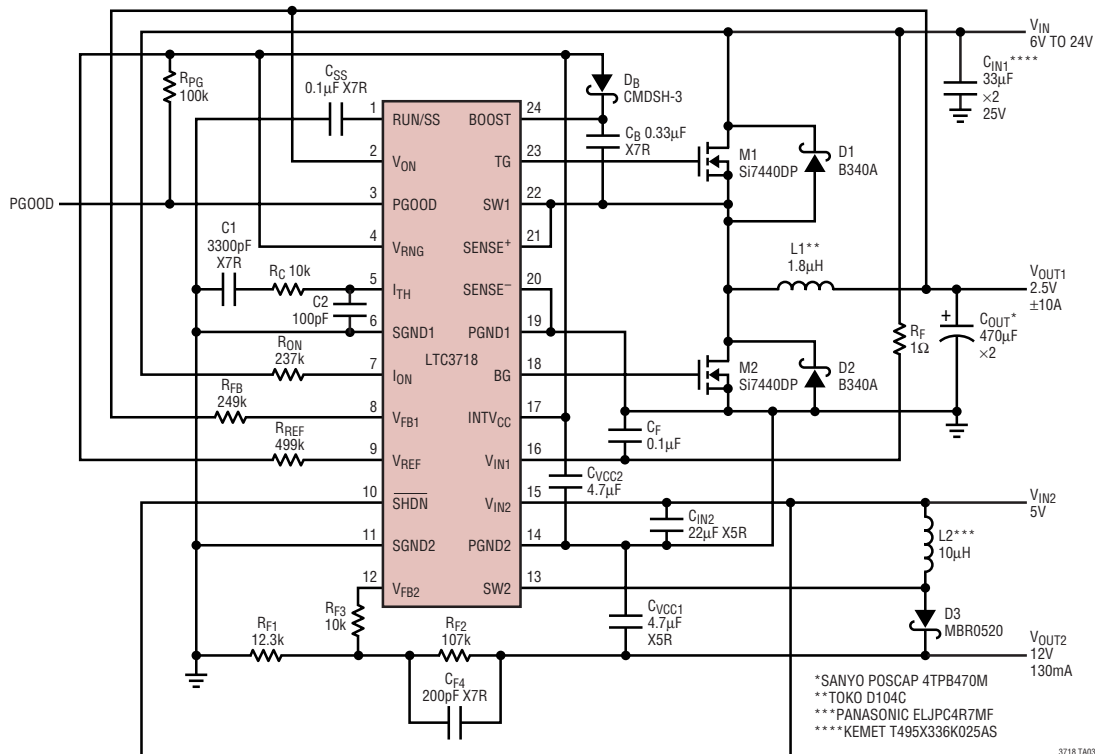 VIN
6V TO 24V
CIN1****
33µF
×2
25V
RPG
100k
CSS
0.1µF X7R
DB
CMDSH-3
1
RUN/SS
BOOST
24
CB 0.33µF
X7R
2
VON
TG
23
M1
Si7440DP
D1
B340A
PGOOD
3
PGOOD
SW1
22
4
VRNG
SENSE+
21
C1
3300pF
X7R
RC 10k
5
ITH
SENSE−
20
C2
100pF
6
SGND1
PGND1
19
L1**
1.8µH
VOUT1
2.5V
±10A
COUT*
+
470µF
×2
RF
1Ω
LTC3718
RON
237k
7
ION
BG
18
M2
Si7440DP
D2
B340A
RFB
249k
8
VFB1
INTVCC
17
RREF
499k
9
VREF
VIN1
16
CF
0.1µF
10
SHDN
VIN2
15
CVCC2
4.7µF
CIN2
22µF X5R
VIN2
5V
11
SGND2
PGND2
14
L2***
10µH
12
VFB2
SW2
13
RF3
10k
CVCC1
4.7µF
X5R
D3
MBR0520
RF1
12.3k
RF2
107k
VOUT2
12V
130mA
CF4
200pF X7R
*SANYO POSCAP 4TPB470M
**TOKO D104C
***PANASONIC ELJPC4R7MF
****KEMET T495X336K025AS
3718 TA03